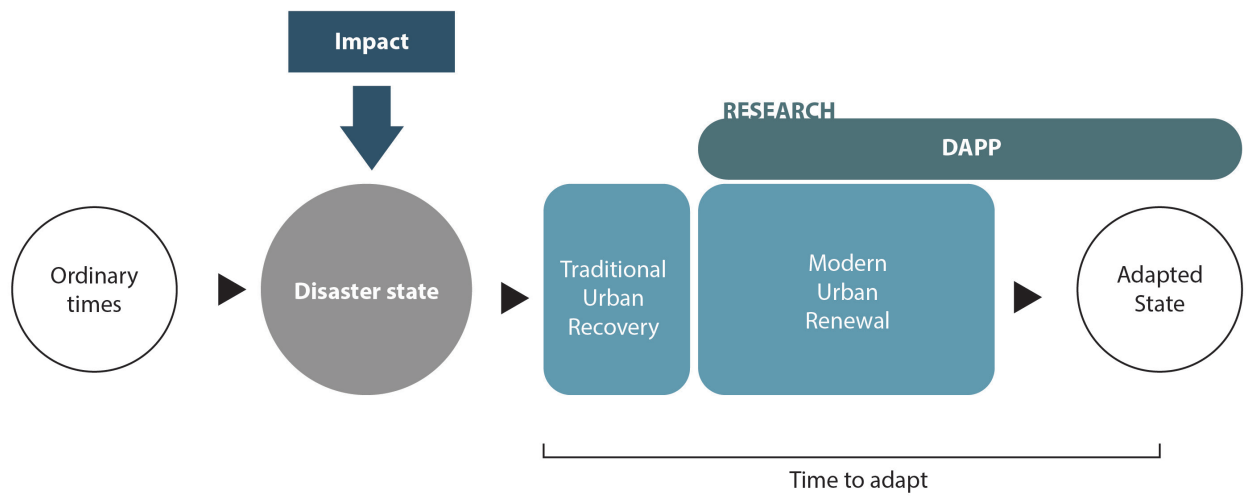 Impact
RESEARCH
DAPP
Ordinary
times
Disaster state
Traditional
Urban
Recovery
Modern
Urban
Renewal
Adapted
State
Time to adapt